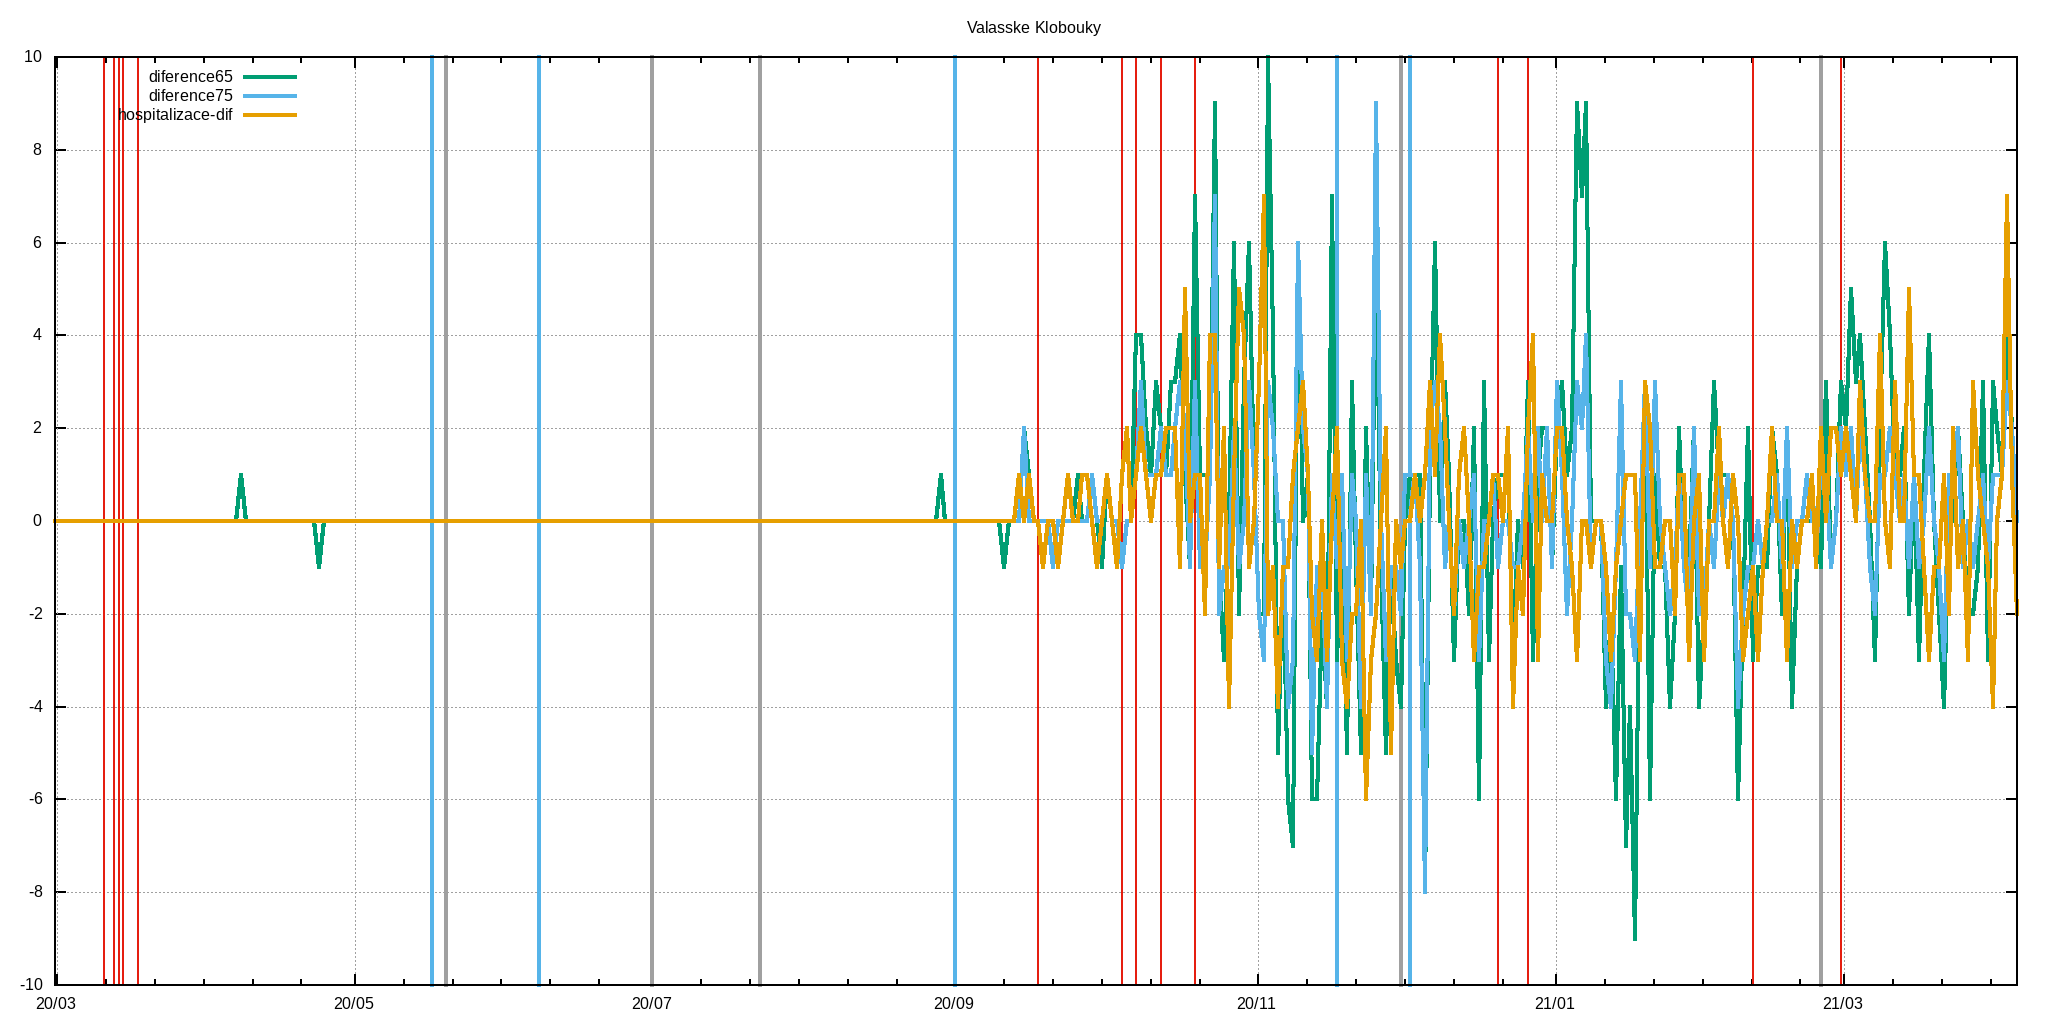 Valasske Klobouky
diference65
diference75
hospitalizace-dif
10
8
6
4
2
0
-2
-4
-6
-8
-10
20/03 20/05 20/07 20/09 20/11 21/01 21/03